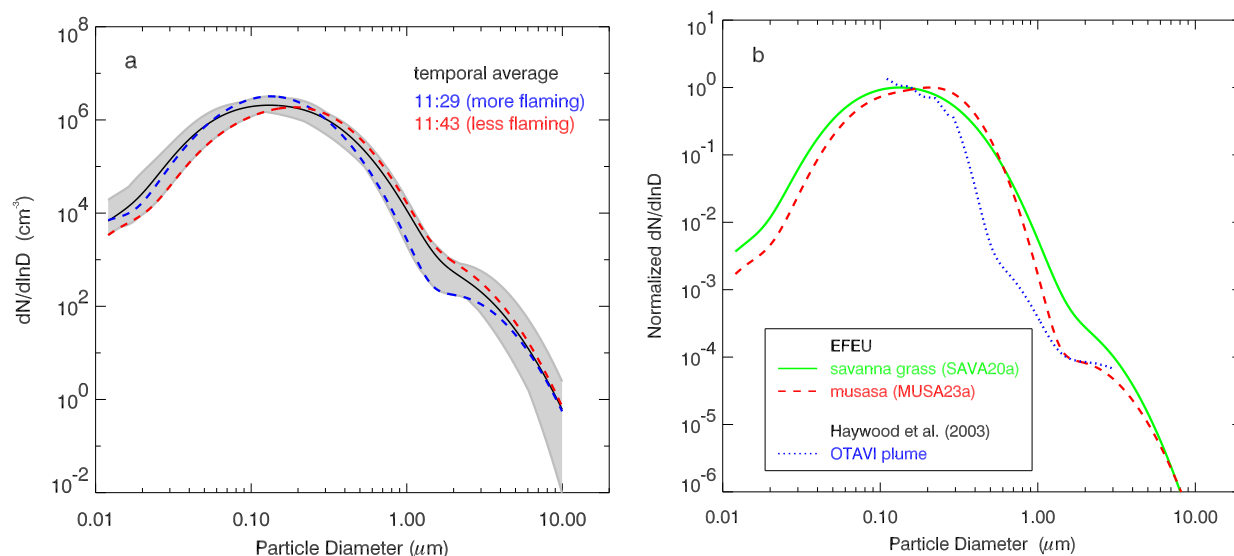 a
temporal average
11:29 (more flaming)
11:43 (less flaming)
10^8
10^6
10^4
10^2
10^0
10^-2
dN/dlnD (cm^-3)
0.01 0.10 1.00 10.00
Particle Diameter (μm)
b
10^1
10^0
10^-1
10^-2
10^-3
10^-4
10^-5
10^-6
Normalized dN/dlnD
EFEU
savanna grass (SAVA20a)
musasa (MUSA23a)
Haywood et al. (2003)
OTAVI plume
0.01 0.10 1.00 10.00
Particle Diameter (μm)